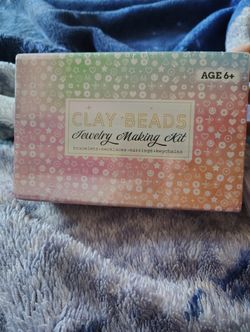 AGE 6+
CLAY BEADS
Jewelry Making Kit
bracelets•necklaces•earrings•keychains